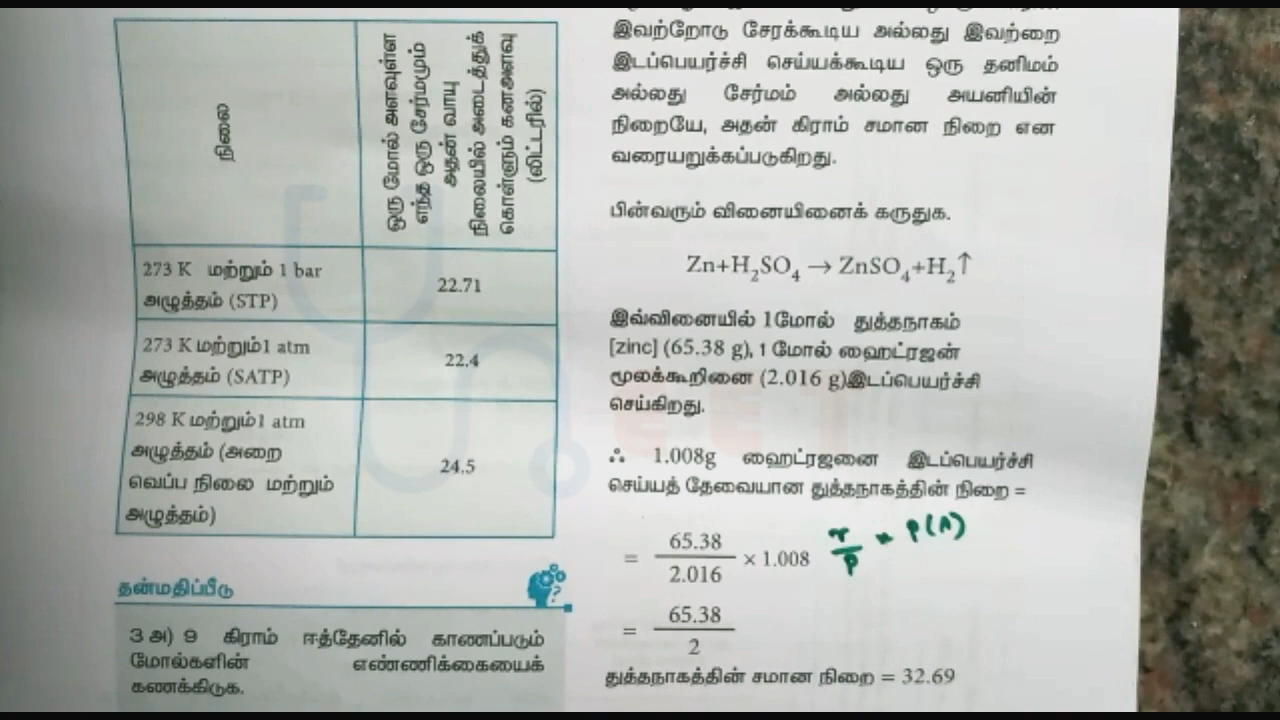 நிலை
ஒரு மோல் அளவுள்ள
எந்த ஒரு சேர்மமும்
அதன் வாயு
நிலையில் அடைத்துக்
கொள்ளும் கனஅளவு
(லிட்டரில்)
273 K மற்றும் 1 bar
அழுத்தம் (STP)
22.71
273 K மற்றும்1 atm
அழுத்தம் (SATP)
22.4
298 K மற்றும்1 atm
அழுத்தம் (அறை
வெப்ப நிலை மற்றும்
அழுத்தம்)
24.5
தன்மதிப்பீடு
3 அ) 9 கிராம் ஈத்தேனில் காணப்படும்
மோல்களின் எண்ணிக்கையைக்
கணக்கிடுக.
இவற்றோடு சேரக்கூடிய அல்லது இவற்றை
இடப்பெயர்ச்சி செய்யக்கூடிய ஒரு தனிமம்
அல்லது சேர்மம் அல்லது அயனியின்
நிறையே, அதன் கிராம் சமான நிறை என
வரையறுக்கப்படுகிறது.
பின்வரும் வினையினைக் கருதுக.
Zn+H₂SO₄ → ZnSO₄+H₂↑
இவ்வினையில் 1மோல் துத்தநாகம்
[zinc] (65.38 g), 1 மோல் ஹைட்ரஜன்
மூலக்கூறினை (2.016 g)இடப்பெயர்ச்சி
செய்கிறது.
∴ 1.008g ஹைட்ரஜனை இடப்பெயர்ச்சி
செய்யத் தேவையான துத்தநாகத்தின் நிறை =
= 65.38 / 2.016 × 1.008
= 65.38 / 2
துத்தநாகத்தின் சமான நிறை = 32.69